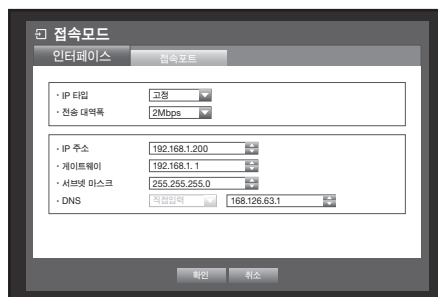 접속모드
인터페이스 접속포트
· IP 타입 고정
· 전송 대역폭 2Mbps
· IP 주소 192.168.1.200
· 게이트웨이 192.168.1. 1
· 서브넷 마스크 255.255.255.0
· DNS 직접입력 168.126.63.1
확인 취소